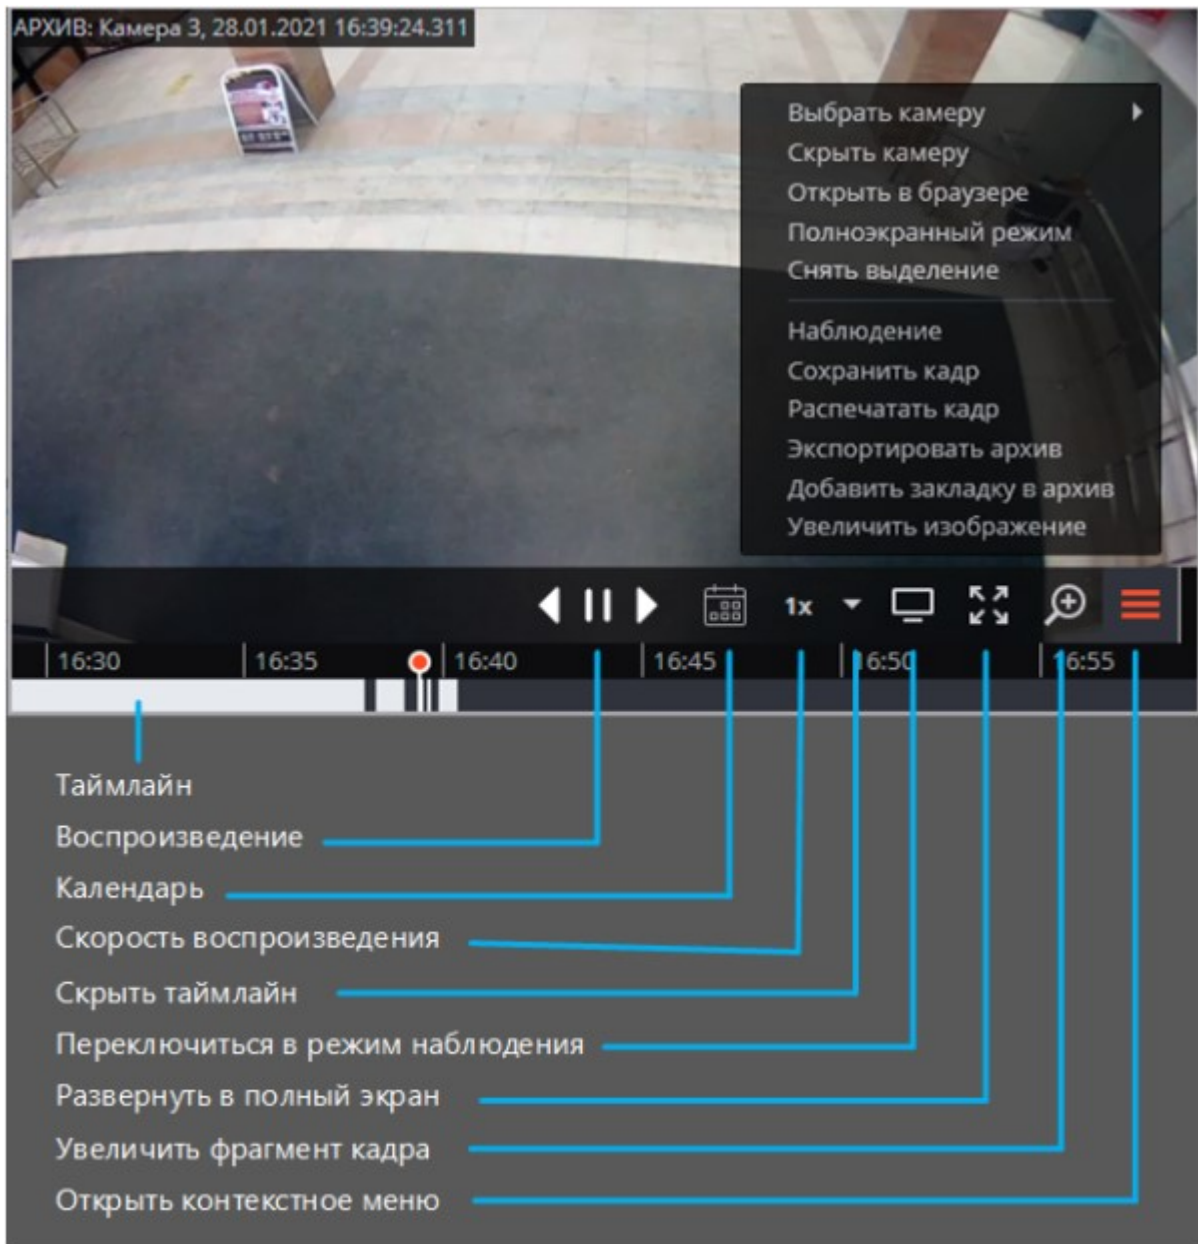 АРХИВ: Камера 3, 28.01.2021 16:39:24.311
Выбрать камеру
Скрыть камеру
Открыть в браузере
Полноэкранный режим
Снять выделение
Наблюдение
Сохранить кадр
Распечатать кадр
Экспортировать архив
Добавить закладку в архив
Увеличить изображение
1x
16:30 16:35 16:40 16:45 16:50 16:55
Таймлайн
Воспроизведение
Календарь
Скорость воспроизведения
Скрыть таймлайн
Переключиться в режим наблюдения
Развернуть в полный экран
Увеличить фрагмент кадра
Открыть контекстное меню